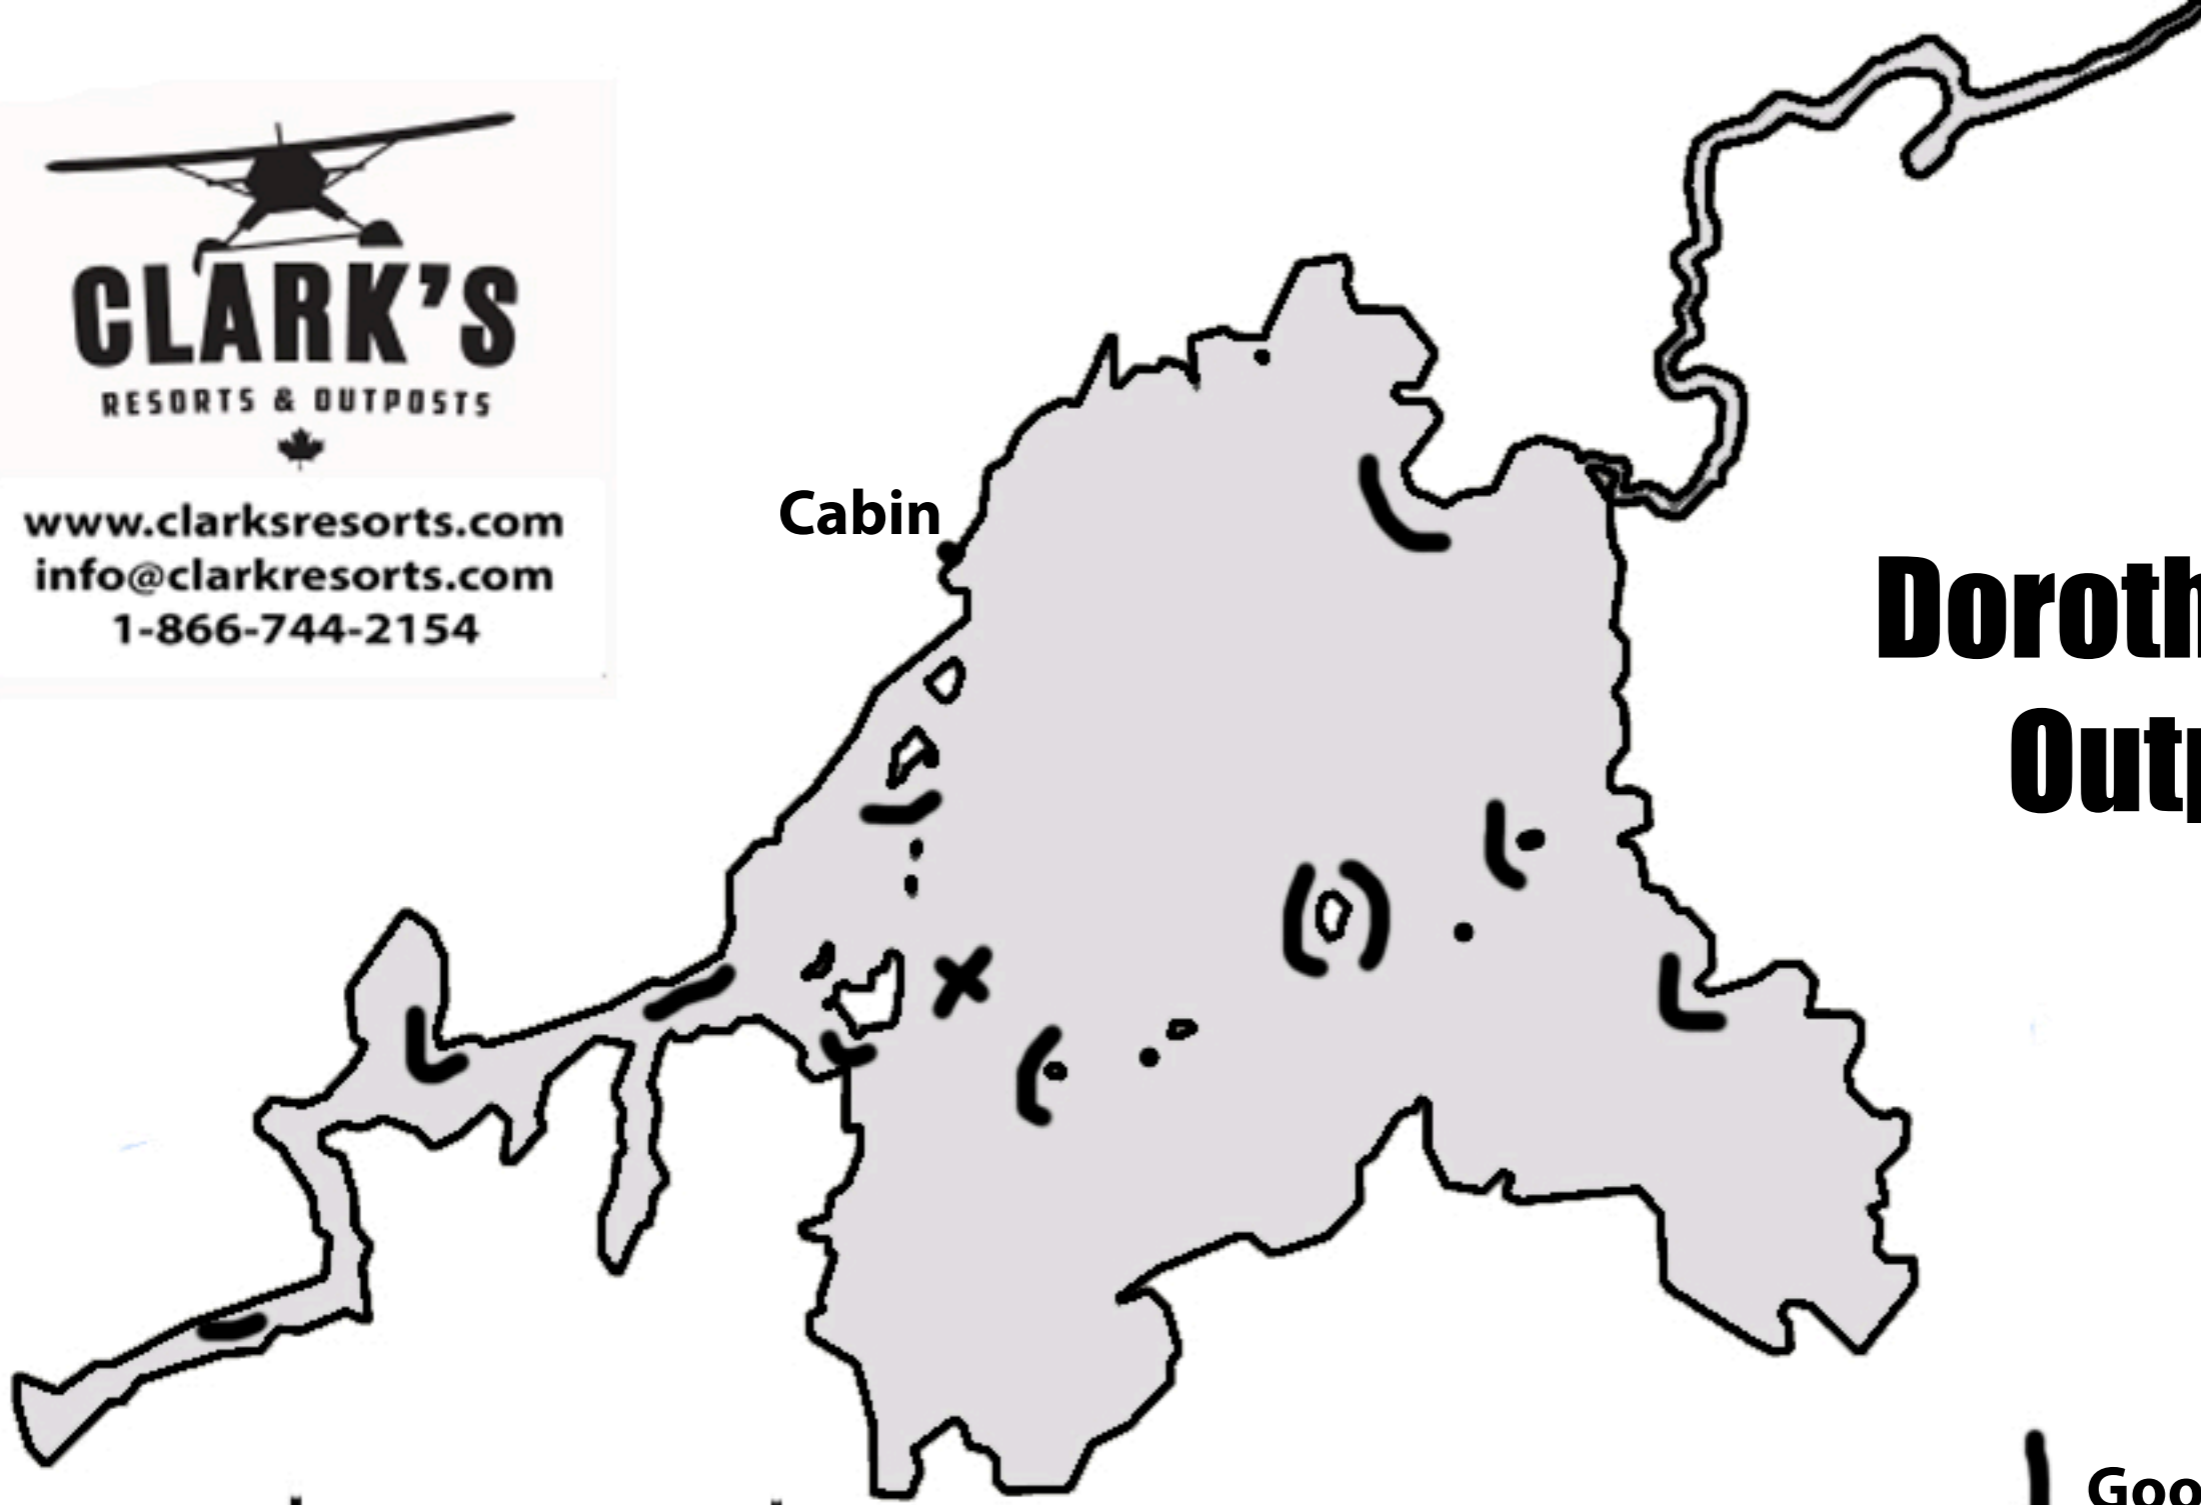 CLARK'S
RESORTS & OUTPOSTS
www.clarksresorts.com
info@clarkresorts.com
1-866-744-2154
Cabin